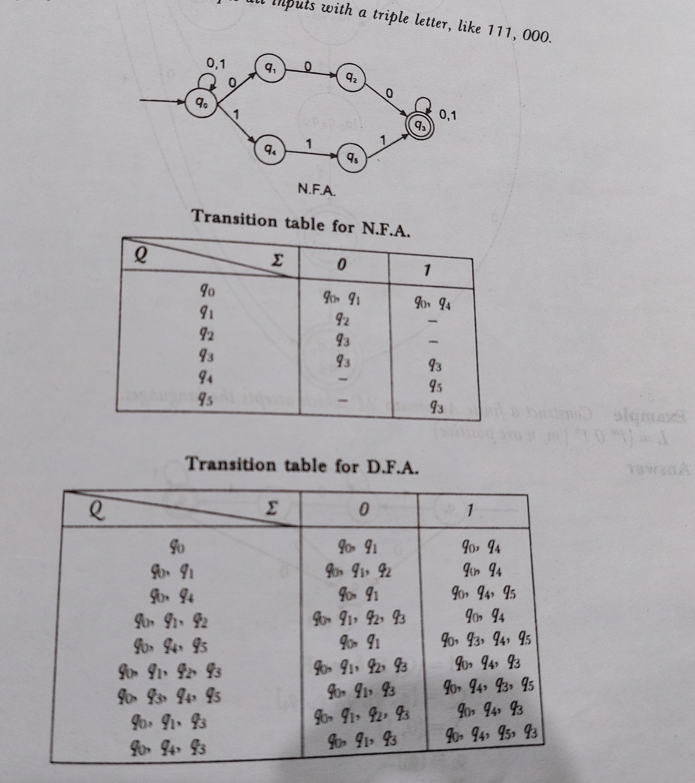 all inputs with a triple letter, like 111, 000.
0,1
q₁ 0 q₂
0 0
q₀ q₃ 0,1
1 1
q₄ 1 q₅
N.F.A.
Transition table for N.F.A.
Q Σ 0 1
q₀ q₀, q₁ q₀, q₄
q₁ q₂ –
q₂ q₃ –
q₃ q₃ q₃
q₄ – q₅
q₅ – q₃
Transition table for D.F.A.
Q Σ 0 1
q₀ q₀, q₁ q₀, q₄
q₀, q₁ q₀, q₁, q₂ q₀, q₄
q₀, q₄ q₀, q₁ q₀, q₄, q₅
q₀, q₁, q₂ q₀, q₁, q₂, q₃ q₀, q₄
q₀, q₄, q₅ q₀, q₁ q₀, q₃, q₄, q₅
q₀, q₁, q₂, q₃ q₀, q₁, q₂, q₃ q₀, q₄, q₃
q₀, q₃, q₄, q₅ q₀, q₁, q₃ q₀, q₄, q₃, q₅
q₀, q₁, q₃ q₀, q₁, q₂, q₃ q₀, q₄, q₃
q₀, q₄, q₃ q₀, q₁, q₃ q₀, q₄, q₅, q₃